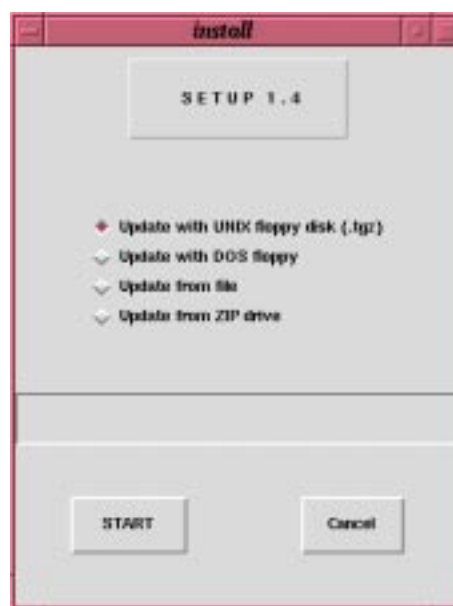 install
SETUP 1.4
Update with UNIX floppy disk (.tgz)
Update with DOS floppy
Update from file
Update from ZIP drive
START
Cancel